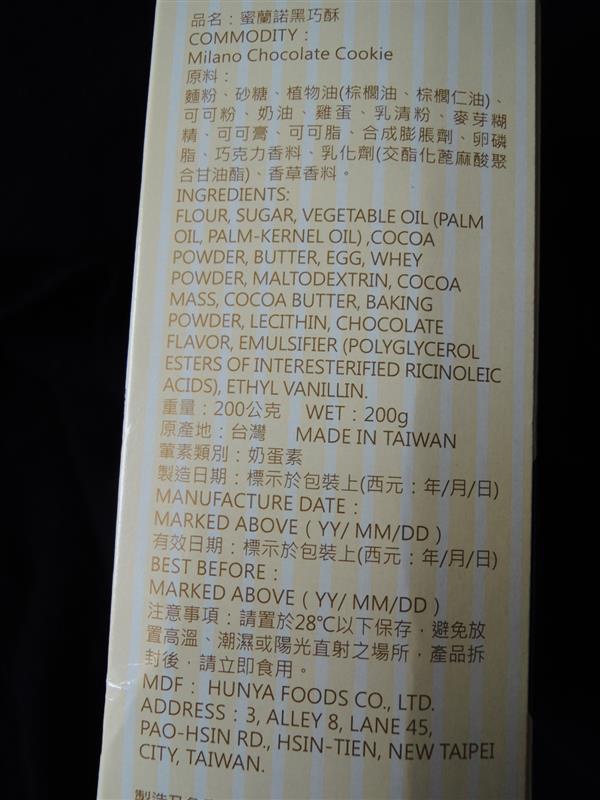 品名：蜜蘭諾黑巧酥
COMMODITY：
Milano Chocolate Cookie
原料：
麵粉、砂糖、植物油(棕櫚油、棕櫚仁油)、
可可粉、奶油、雞蛋、乳清粉、麥芽糊
精、可可膏、可可脂、合成膨脹劑、卵磷
脂、巧克力香料、乳化劑(交酯化蓖麻酸聚
合甘油酯)、香草香料。
INGREDIENTS:
FLOUR, SUGAR, VEGETABLE OIL (PALM
OIL, PALM-KERNEL OIL) ,COCOA
POWDER, BUTTER, EGG, WHEY
POWDER, MALTODEXTRIN, COCOA
MASS, COCOA BUTTER, BAKING
POWDER, LECITHIN, CHOCOLATE
FLAVOR, EMULSIFIER (POLYGLYCEROL
ESTERS OF INTERESTERIFIED RICINOLEIC
ACIDS), ETHYL VANILLIN.
重量：200公克 WET：200g
原產地：台灣 MADE IN TAIWAN
葷素類別：奶蛋素
製造日期：標示於包裝上(西元：年/月/日)
MANUFACTURE DATE：
MARKED ABOVE ( YY/ MM/DD )
有效日期：標示於包裝上(西元：年/月/日)
BEST BEFORE：
MARKED ABOVE ( YY/ MM/DD )
注意事項：請置於28℃以下保存，避免放
置高溫、潮濕或陽光直射之場所，產品拆
封後，請立即食用。
MDF： HUNYA FOODS CO., LTD.
ADDRESS：3, ALLEY 8, LANE 45,
PAO-HSIN RD., HSIN-TIEN, NEW TAIPEI
CITY, TAIWAN.